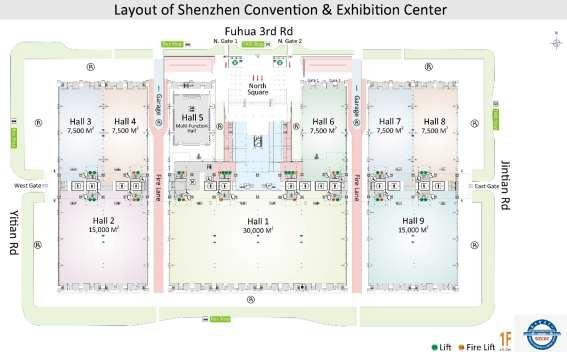 Layout of Shenzhen Convention & Exhibition Center
Fuhua 3rd Rd
Bus Stop
N. Gate 1
N. Gate 2
North
Square
Garage
Garage
Hall 3
7,500 M²
Hall 4
7,500 M²
Hall 5
Multi-Function
Hall
Hall 6
7,500 M²
Hall 7
7,500 M²
Hall 8
7,500 M²
West Gate
East Gate
Fire Lane
Fire Lane
Yitian Rd
Jintian Rd
Hall 2
15,000 M²
Hall 1
30,000 M²
Hall 9
15,000 M²
Bus Stop
Lift
Fire Lift
1F